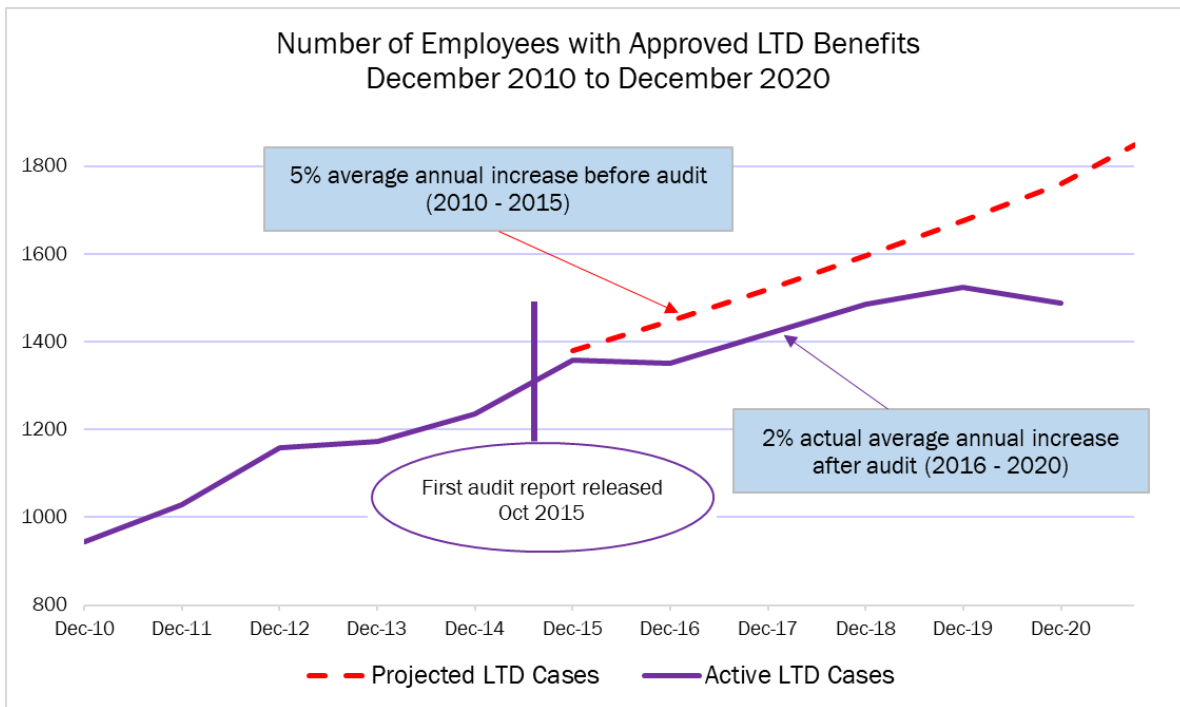 Number of Employees with Approved LTD Benefits
December 2010 to December 2020
1800
1600
1400
1200
1000
800
5% average annual increase before audit
(2010 - 2015)
2% actual average annual increase
after audit (2016 - 2020)
First audit report released
Oct 2015
Dec-10
Dec-11
Dec-12
Dec-13
Dec-14
Dec-15
Dec-16
Dec-17
Dec-18
Dec-19
Dec-20
Projected LTD Cases
Active LTD Cases